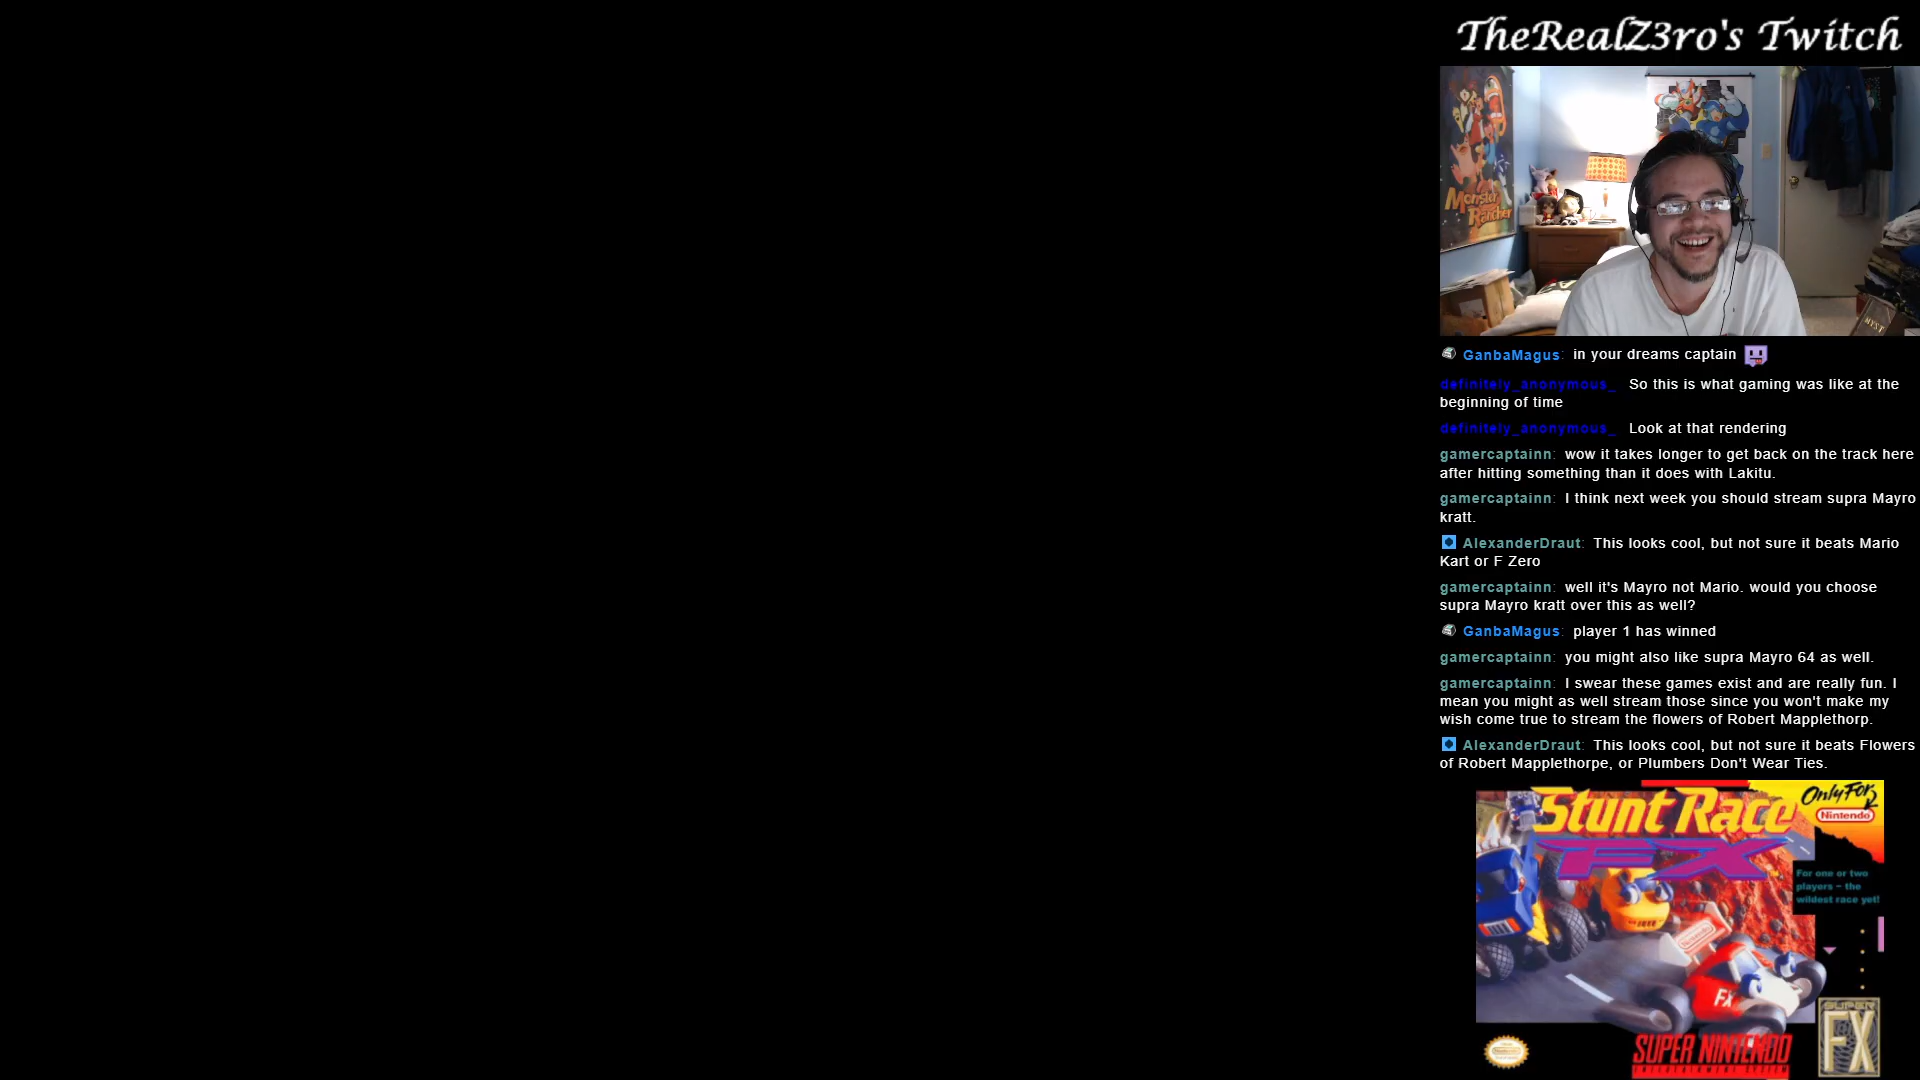 TheRealZ3ro's Twitch
Monster
Rancher
MYST
GanbaMagus: in your dreams captain
definitely_anonymous_ So this is what gaming was like at the
beginning of time
definitely_anonymous_ Look at that rendering
gamercaptainn: wow it takes longer to get back on the track here
after hitting something than it does with Lakitu.
gamercaptainn: I think next week you should stream supra Mayro
kratt.
AlexanderDraut: This looks cool, but not sure it beats Mario
Kart or F Zero
gamercaptainn: well it's Mayro not Mario. would you choose
supra Mayro kratt over this as well?
GanbaMagus: player 1 has winned
gamercaptainn: you might also like supra Mayro 64 as well.
gamercaptainn: I swear these games exist and are really fun. I
mean you might as well stream those since you won't make my
wish come true to stream the flowers of Robert Mapplethorp.
AlexanderDraut: This looks cool, but not sure it beats Flowers
of Robert Mapplethorpe, or Plumbers Don't Wear Ties.
Stunt Race
FX
Only For
Nintendo
For one or two
players – the
wildest race yet!
Nintendo
FX
SUPER
FX
SUPER NINTENDO
ENTERTAINMENT SYSTEM